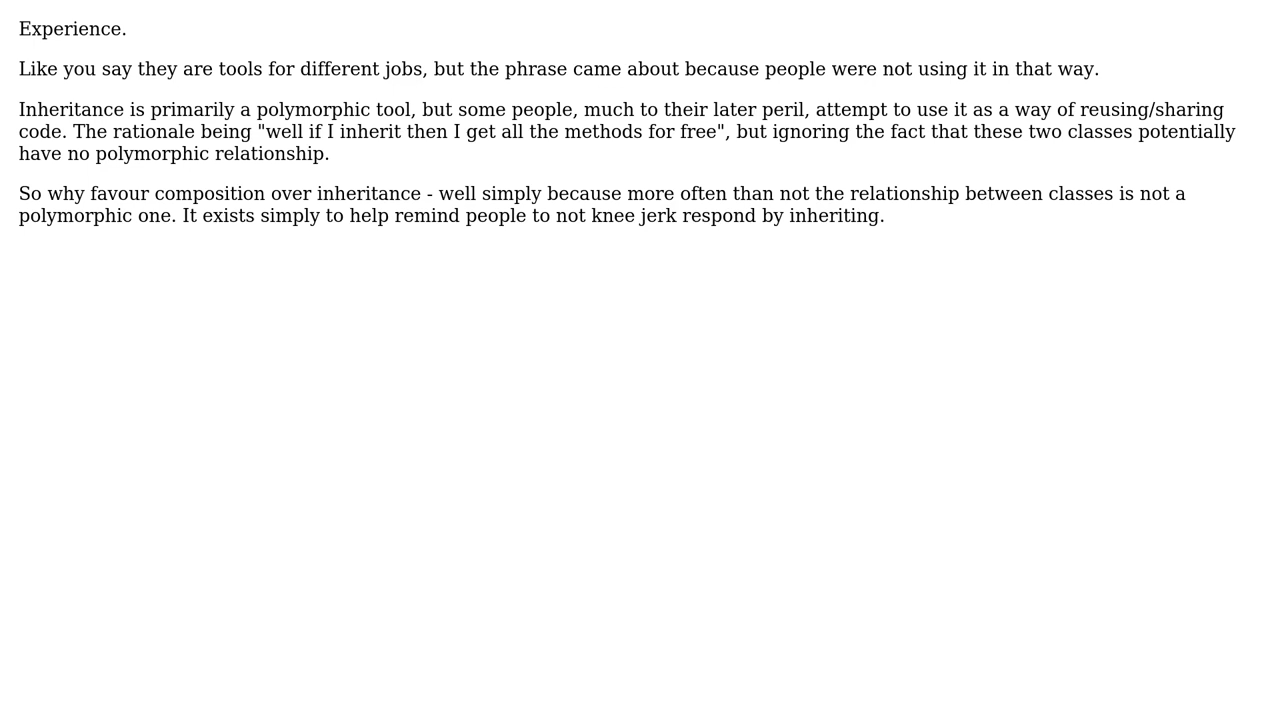 Experience.
Like you say they are tools for different jobs, but the phrase came about because people were not using it in that way.
Inheritance is primarily a polymorphic tool, but some people, much to their later peril, attempt to use it as a way of reusing/sharing
code. The rationale being "well if I inherit then I get all the methods for free", but ignoring the fact that these two classes potentially
have no polymorphic relationship.
So why favour composition over inheritance - well simply because more often than not the relationship between classes is not a
polymorphic one. It exists simply to help remind people to not knee jerk respond by inheriting.